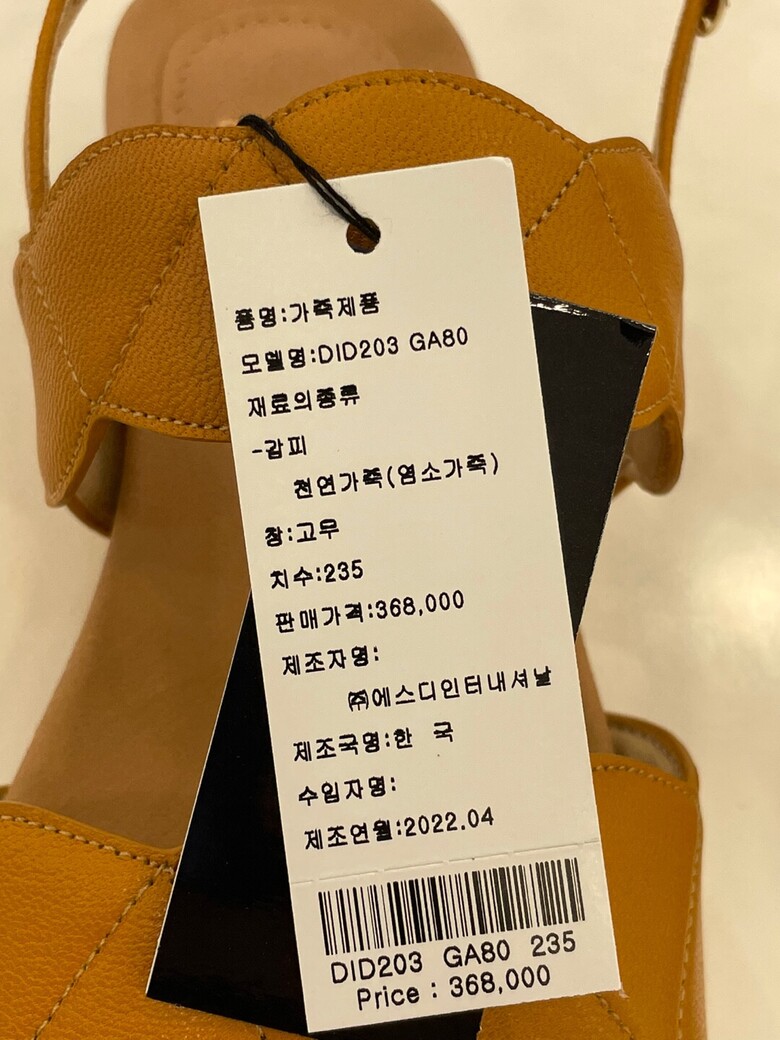 품명:가죽제품
모델명:DID203 GA80
재료의종류
-갑피
천연가죽(염소가죽)
창:고무
치수:235
판매가격:368,000
제조자명:
㈜에스디인터내셔날
제조국명:한 국
수입자명:
제조연월:2022.04
DID203 GA80 235
Price : 368,000